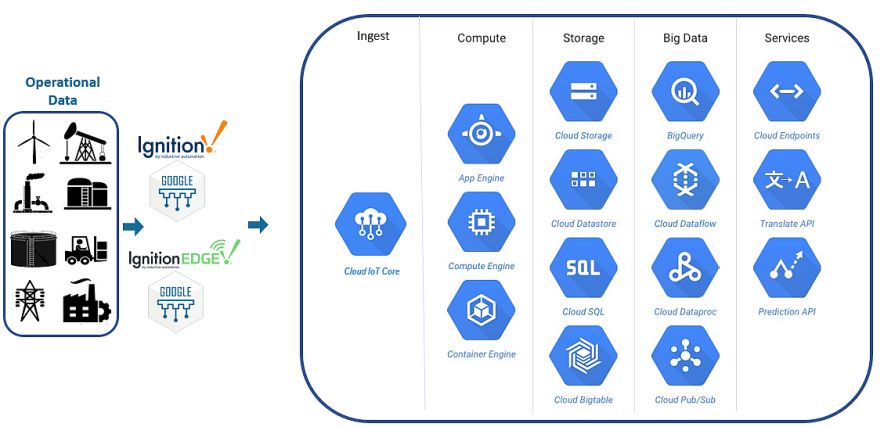 Operational
Data
Ignition!
by inductive automation
GOOGLE
IgnitionEDGE!
by inductive automation
GOOGLE
Ingest
Cloud IoT Core
Compute
App Engine
Compute Engine
Container Engine
Storage
Cloud Storage
Cloud Datastore
SQL
Cloud SQL
Cloud Bigtable
Big Data
BigQuery
Cloud Dataflow
Cloud Dataproc
Cloud Pub/Sub
Services
Cloud Endpoints
文→A
Translate API
Prediction API